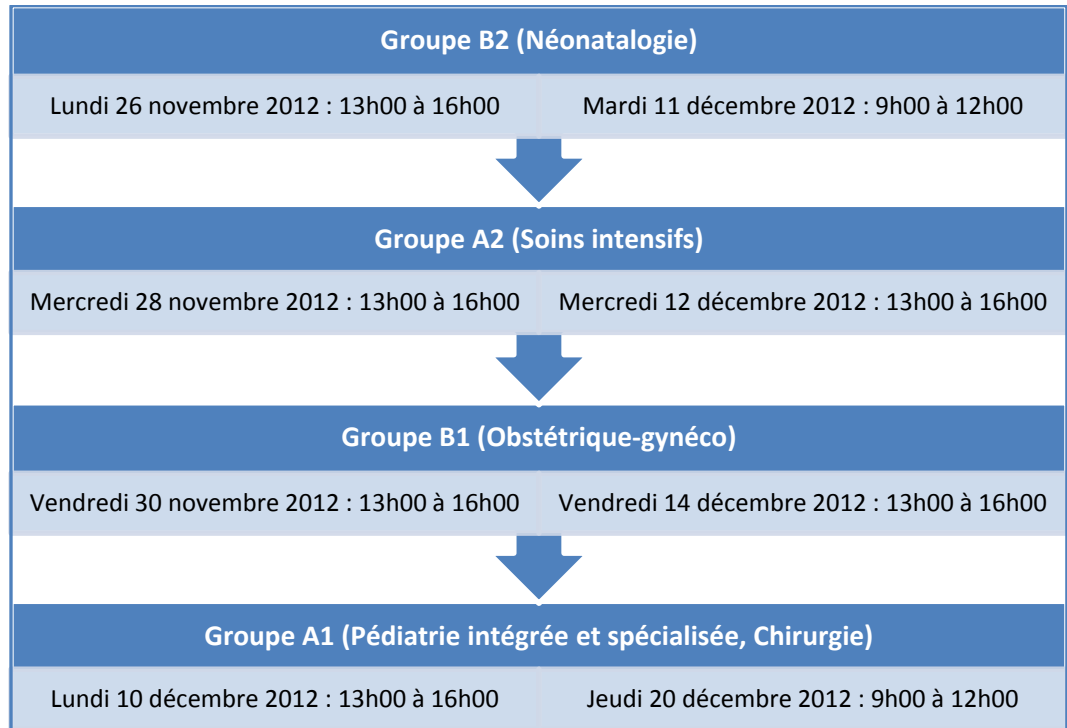 Groupe B2 (Néonatalogie)
Lundi 26 novembre 2012 : 13h00 à 16h00
Mardi 11 décembre 2012 : 9h00 à 12h00
Groupe A2 (Soins intensifs)
Mercredi 28 novembre 2012 : 13h00 à 16h00
Mercredi 12 décembre 2012 : 13h00 à 16h00
Groupe B1 (Obstétrique-gynéco)
Vendredi 30 novembre 2012 : 13h00 à 16h00
Vendredi 14 décembre 2012 : 13h00 à 16h00
Groupe A1 (Pédiatrie intégrée et spécialisée, Chirurgie)
Lundi 10 décembre 2012 : 13h00 à 16h00
Jeudi 20 décembre 2012 : 9h00 à 12h00